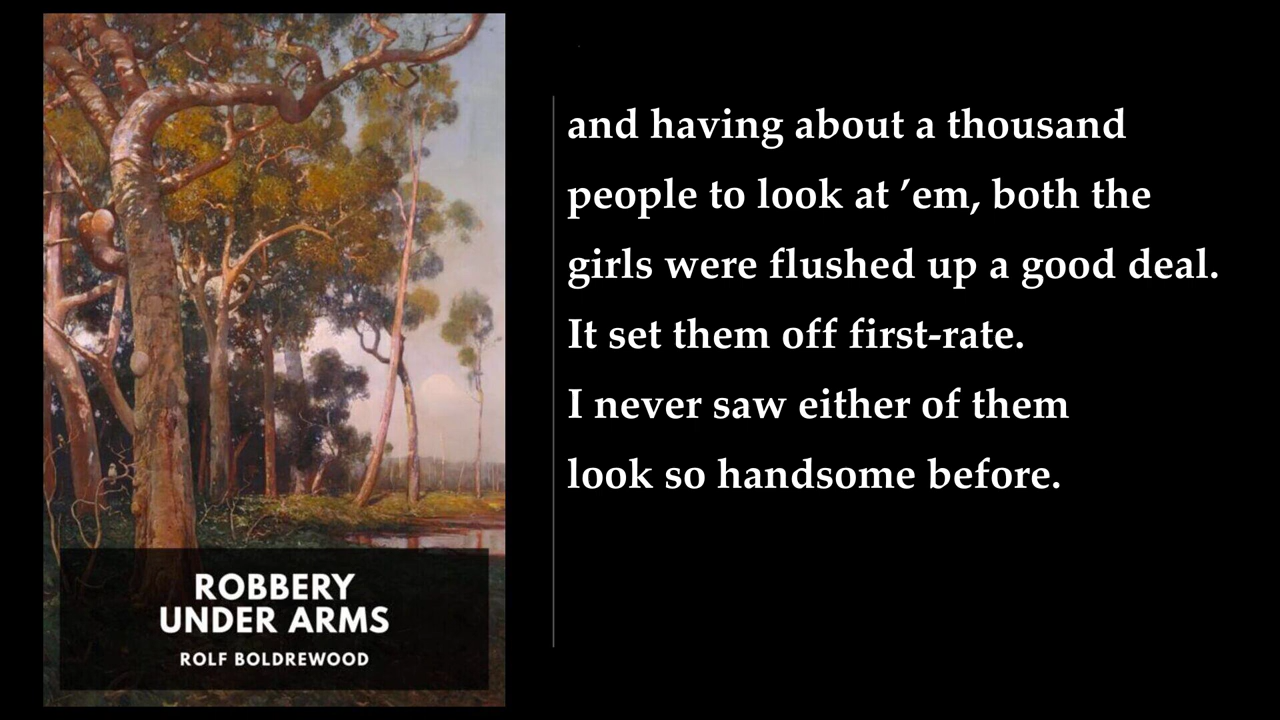 and having about a thousand
people to look at ’em, both the
girls were flushed up a good deal.
It set them off first-rate.
I never saw either of them
look so handsome before.
ROBBERY
UNDER ARMS
ROLF BOLDREWOOD